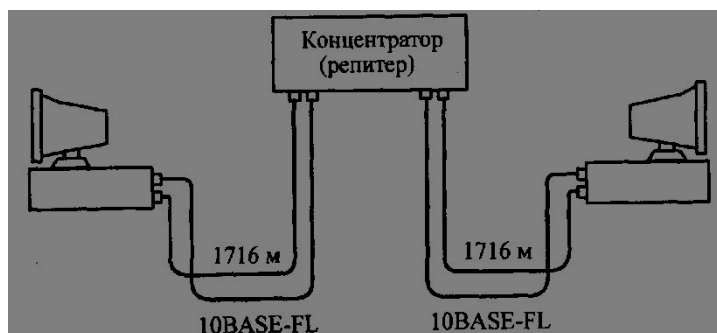 Концентратор
(репитер)
1716 м
1716 м
10BASE-FL
10BASE-FL